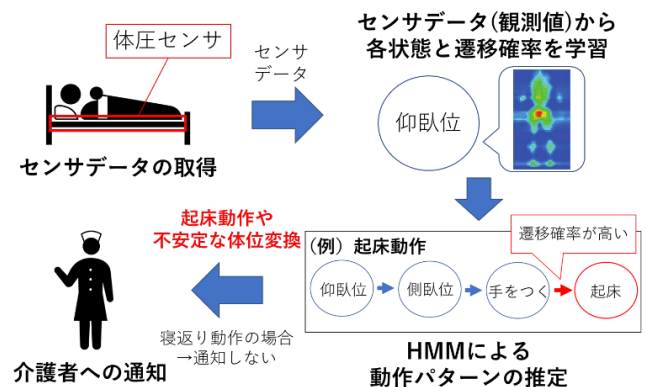 体圧センサ
センサデータの取得
センサ
データ
センサデータ(観測値)から
各状態と遷移確率を学習
仰臥位
(例)起床動作
遷移確率が高い
仰臥位
側臥位
手をつく
起床
HMMによる
動作パターンの推定
起床動作や
不安定な体位変換
寝返り動作の場合
→通知しない
介護者への通知